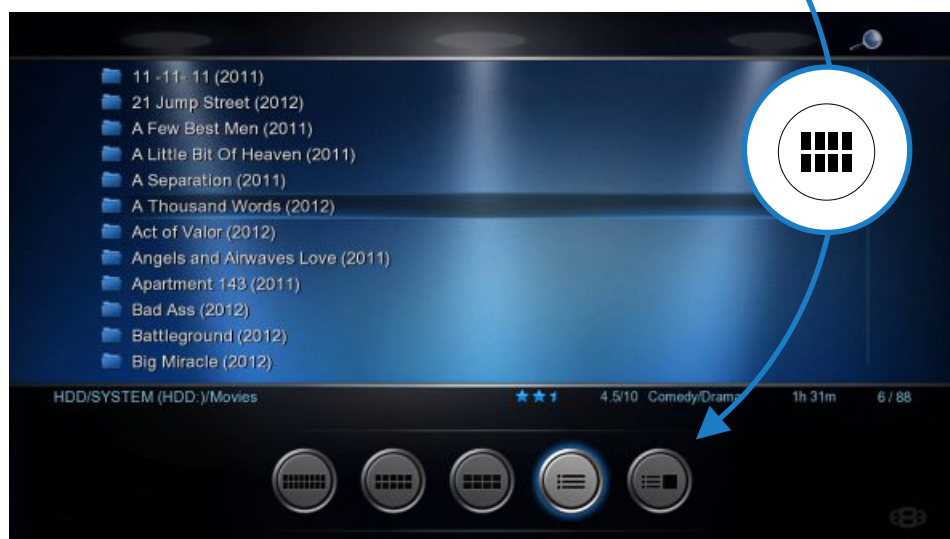 11 -11- 11 (2011)
21 Jump Street (2012)
A Few Best Men (2011)
A Little Bit Of Heaven (2011)
A Separation (2011)
A Thousand Words (2012)
Act of Valor (2012)
Angels and Airwaves Love (2011)
Apartment 143 (2011)
Bad Ass (2012)
Battleground (2012)
Big Miracle (2012)
HDD/SYSTEM (HDD:)/Movies 4.5/10 Comedy/Drama 1h 31m 6 / 88